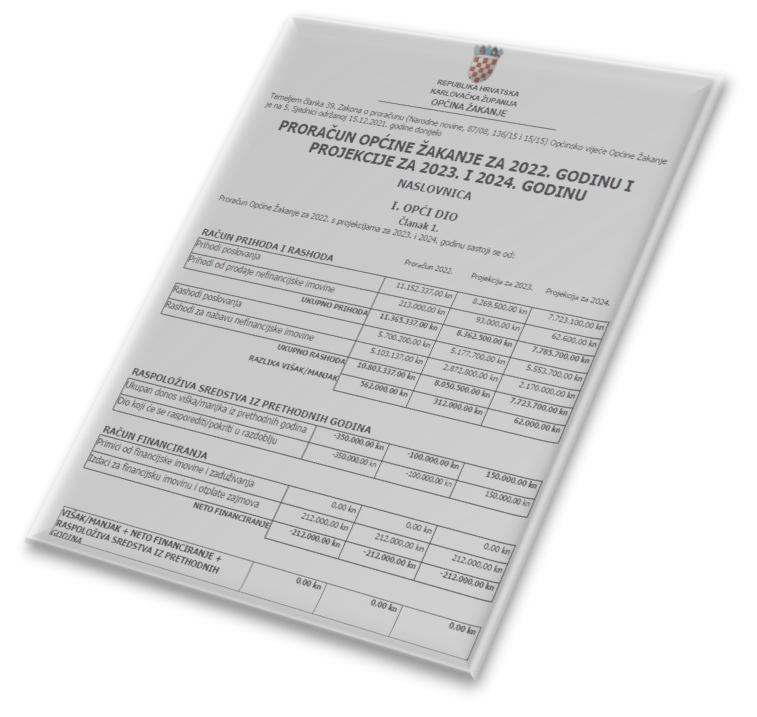 REPUBLIKA HRVATSKA
KARLOVAČKA ŽUPANIJA
OPĆINA ŽAKANJE
Temeljem članka 39. Zakona o proračunu (Narodne novine, 87/08, 136/15 i 15/15) Općinsko vijeće Općine Žakanje
je na 5. Sjednici održanoj 15.12.2021. godine donijelo
PRORAČUN OPĆINE ŽAKANJE ZA 2022. GODINU I
PROJEKCIJE ZA 2023. I 2024. GODINU
NASLOVNICA
I. OPĆI DIO
Članak 1.
Proračun Općine Žakanje za 2022. s projekcijama za 2023. i 2024. godinu sastoji se od:
RAČUN PRIHODA I RASHODA Proračun 2022. Projekcija za 2023. Projekcija za 2024.
Prihodi poslovanja 11.152.337,00 kn 8.269.500,00 kn 7.723.100,00 kn
Prihodi od prodaje nefinancijske imovine 213.000,00 kn 93.000,00 kn 62.600,00 kn
UKUPNO PRIHODA 11.365.337,00 kn 8.362.500,00 kn 7.785.700,00 kn
Rashodi poslovanja 5.700.200,00 kn 5.177.700,00 kn 5.553.700,00 kn
Rashodi za nabavu nefinancijske imovine 5.103.137,00 kn 2.872.800,00 kn 2.170.000,00 kn
UKUPNO RASHODA 10.803.337,00 kn 8.050.500,00 kn 7.723.700,00 kn
RAZLIKA VIŠAK/MANJAK 562.000,00 kn 312.000,00 kn 62.000,00 kn
RASPOLOŽIVA SREDSTVA IZ PRETHODNIH GODINA
Ukupan donos viška/manjka iz prethodnih godina -350.000,00 kn -100.000,00 kn 150.000,00 kn
Dio koji će se rasporediti/pokriti u razdoblju -350.000,00 kn -100.000,00 kn 150.000,00 kn
RAČUN FINANCIRANJA
Primici od financijske imovine i zaduživanja 0,00 kn 0,00 kn 0,00 kn
Izdaci za financijsku imovinu i otplate zajmova 212.000,00 kn 212.000,00 kn 212.000,00 kn
NETO FINANCIRANJE -212.000,00 kn -212.000,00 kn -212.000,00 kn
VIŠAK/MANJAK + NETO FINANCIRANJE +
RASPOLOŽIVA SREDSTVA IZ PRETHODNIH
GODINA 0,00 kn 0,00 kn 0,00 kn